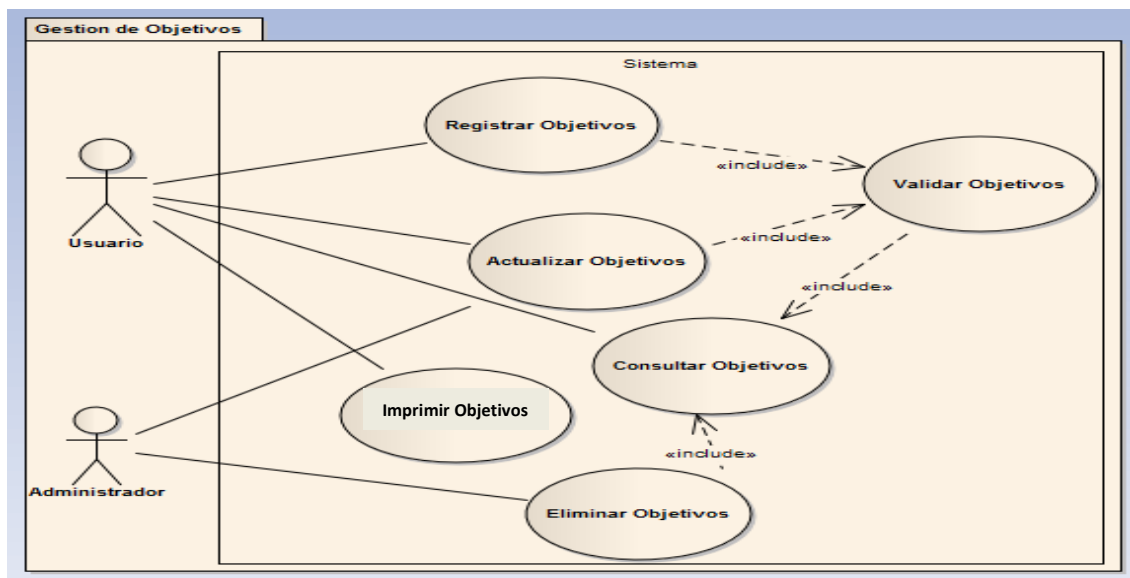 Gestion de Objetivos
Sistema
Registrar Objetivos
«include»
Validar Objetivos
Usuario
«include»
Actualizar Objetivos
«include»
Consultar Objetivos
Imprimir Objetivos
«include»
Administrador
Eliminar Objetivos